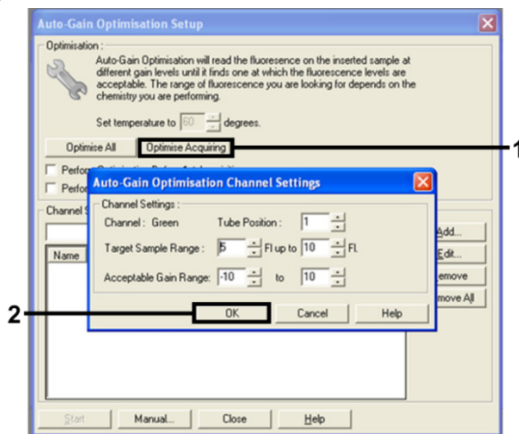 Auto-Gain Optimisation Setup
Optimisation :
Auto-Gain Optimisation will read the fluoresence on the inserted sample at
different gain levels until it finds one at which the fluorescence levels are
acceptable. The range of fluorescence you are looking for depends on the
chemistry you are performing.
Set temperature to 60 degrees.
Optimise All Optimise Acquiring
1
Perfor
Auto-Gain Optimisation Channel Settings
Channel Settings :
Channel : Green Tube Position : 1
Target Sample Range : 5 Fl up to 10 Fl.
Acceptable Gain Range: -10 to 10
OK Cancel Help
2
Channel S
Name
Add...
Edit...
emove
move All
Start Manual... Close Help